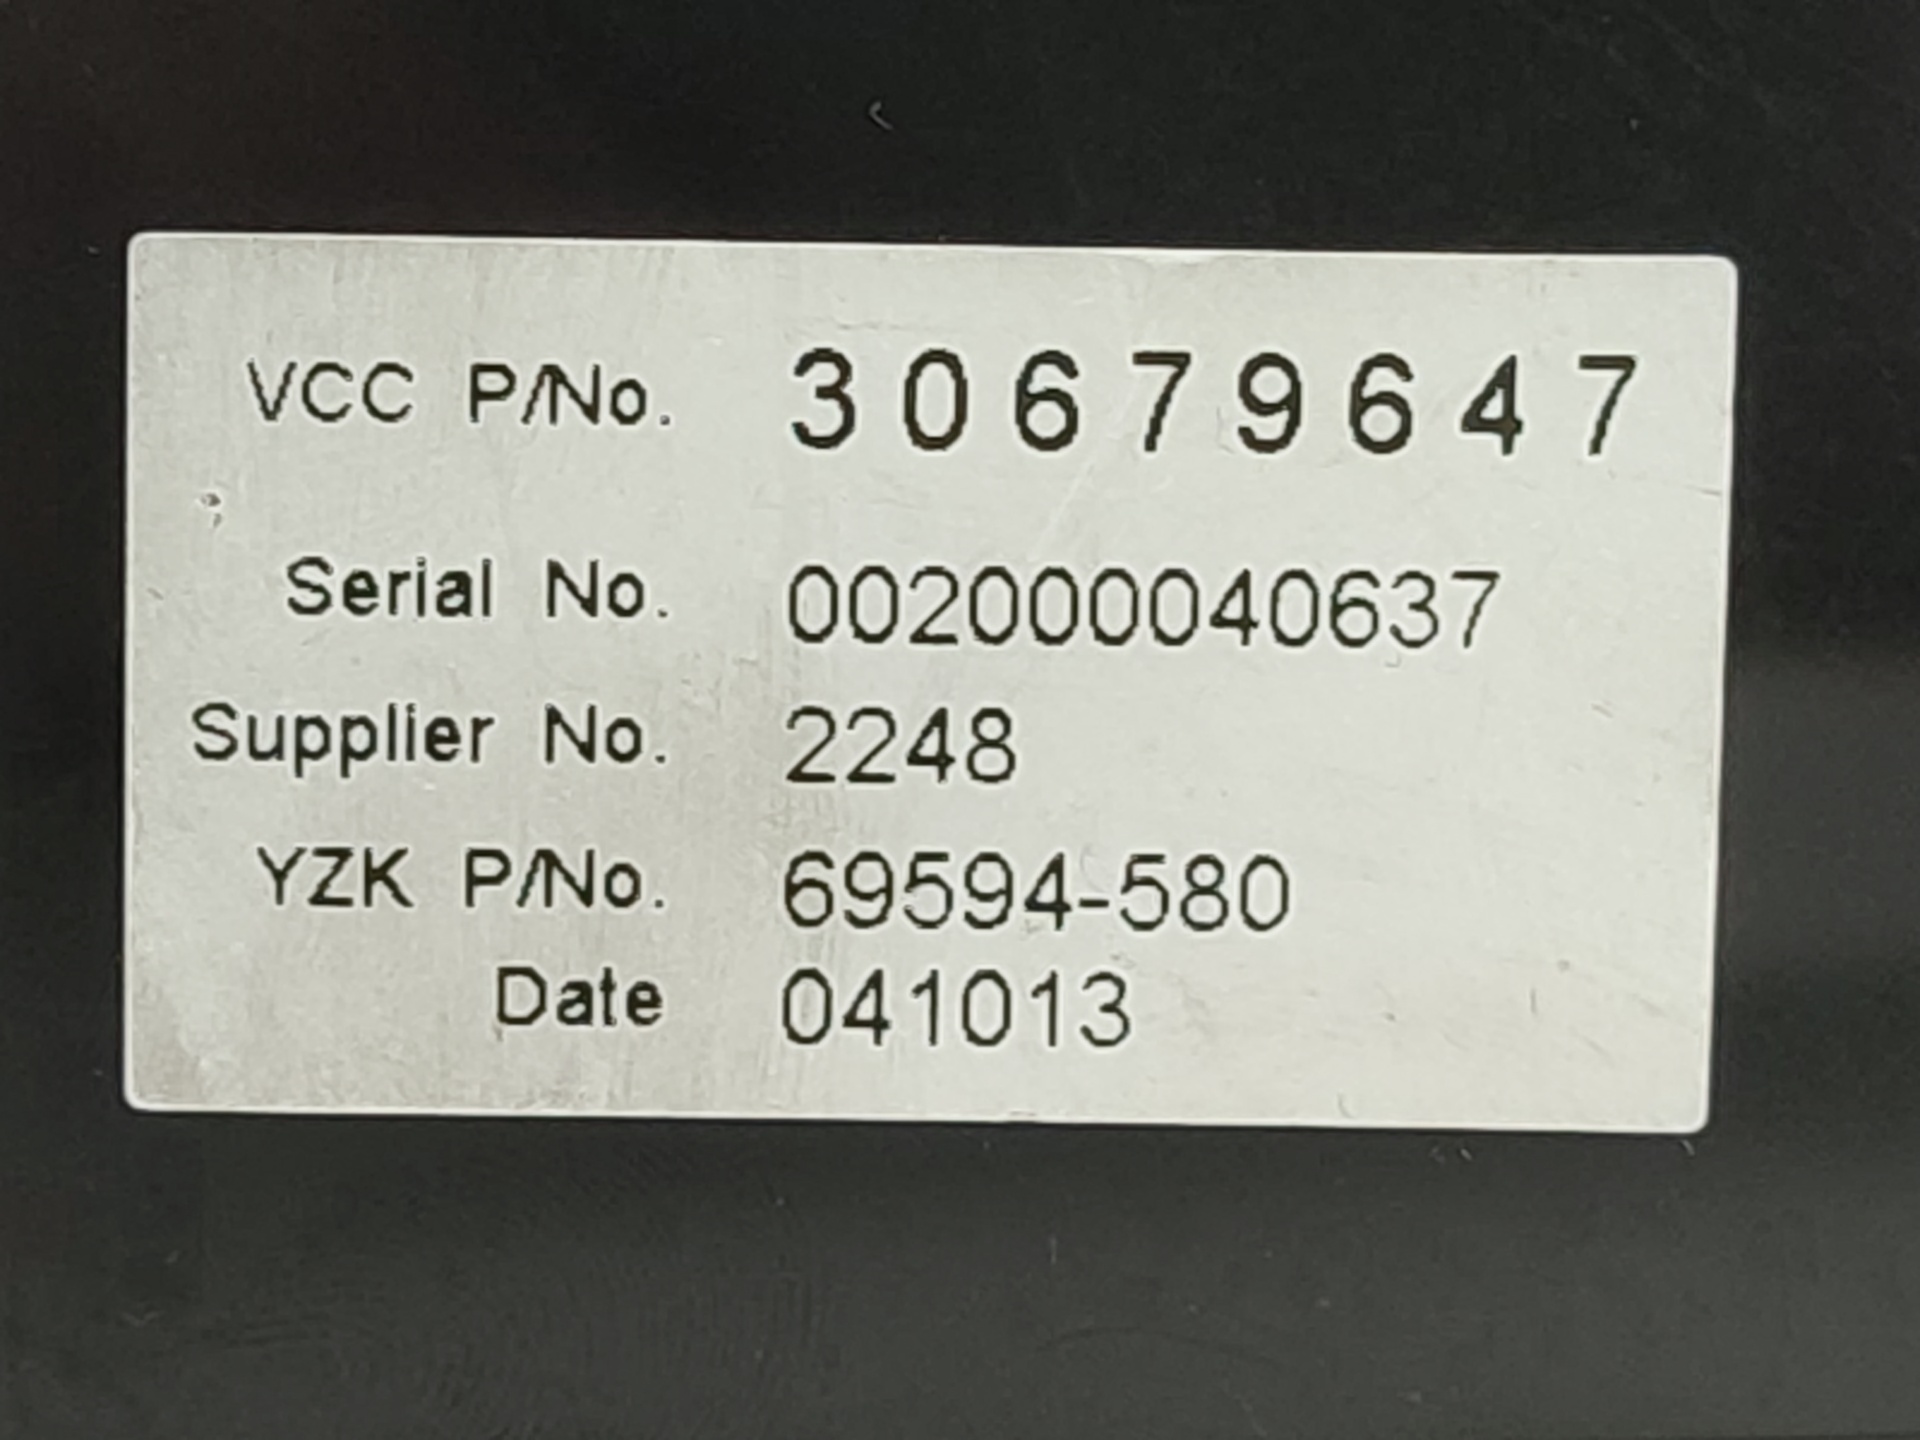 VCC P/No. 30679647
Serial No. 002000040637
Supplier No. 2248
YZK P/No. 69594-580
Date 041013